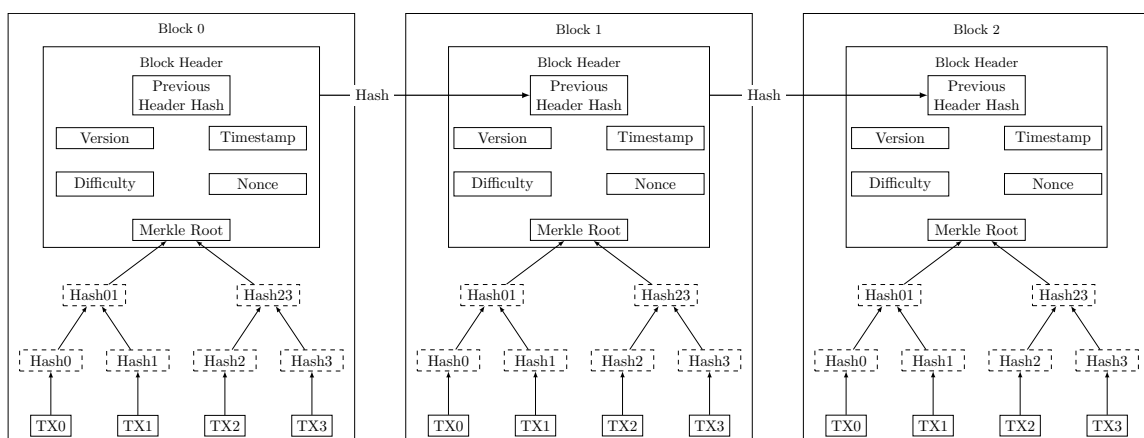 Block 0
Block Header
Previous
Header Hash
Version
Timestamp
Difficulty
Nonce
Merkle Root
Hash01
Hash23
Hash0
Hash1
Hash2
Hash3
TX0
TX1
TX2
TX3
Hash
Block 1
Block Header
Previous
Header Hash
Version
Timestamp
Difficulty
Nonce
Merkle Root
Hash01
Hash23
Hash0
Hash1
Hash2
Hash3
TX0
TX1
TX2
TX3
Hash
Block 2
Block Header
Previous
Header Hash
Version
Timestamp
Difficulty
Nonce
Merkle Root
Hash01
Hash23
Hash0
Hash1
Hash2
Hash3
TX0
TX1
TX2
TX3